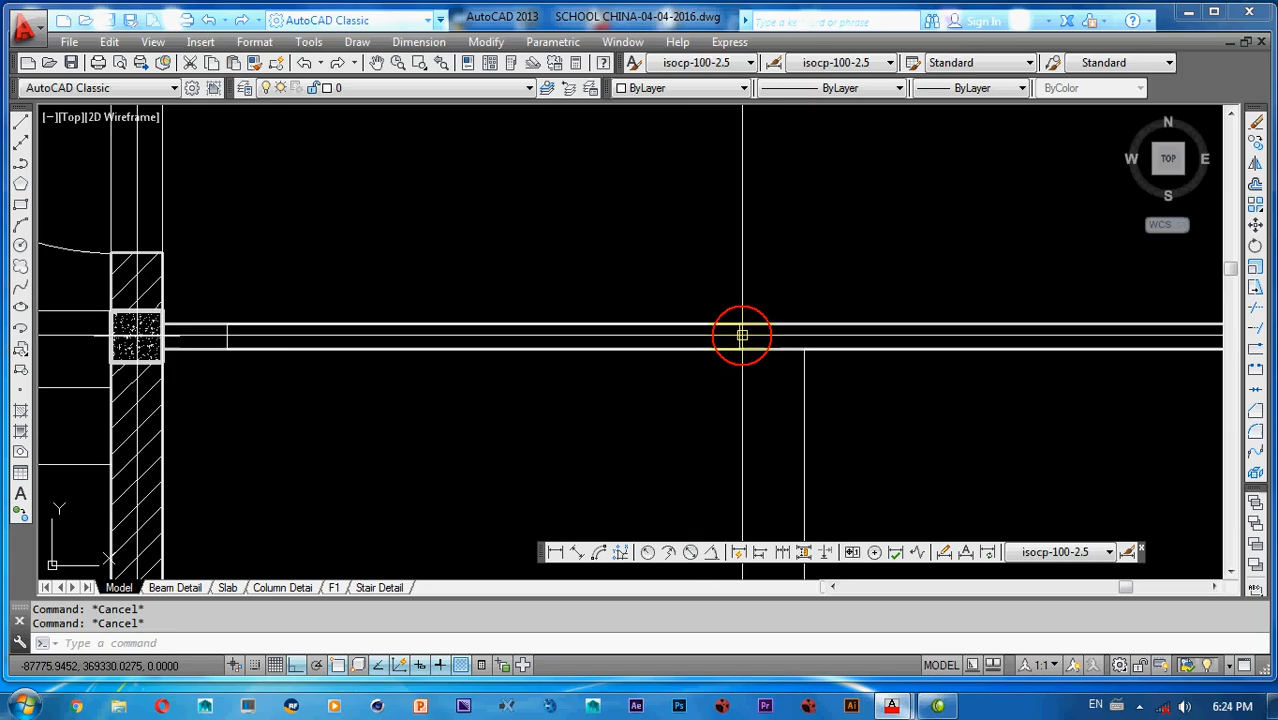 AutoCAD Classic
AutoCAD 2013 SCHOOL CHINA-04-04-2016.dwg
Type a keyword or phrase
Sign In
File Edit View Insert Format Tools Draw Dimension Modify Parametric Window Help Express
isocp-100-2.5 isocp-100-2.5 Standard Standard
AutoCAD Classic 0 ByLayer ByLayer ByLayer ByColor
[−][Top][2D Wireframe]
N
W TOP E
S
WCS
Y
X
isocp-100-2.5
Model Beam Detail Slab Column Detai F1 Stair Detail
Command: *Cancel*
Command: *Cancel*
Type a command
-87775.9452, 369330.0275, 0.0000 MODEL 1:1
EN 6:24 PM